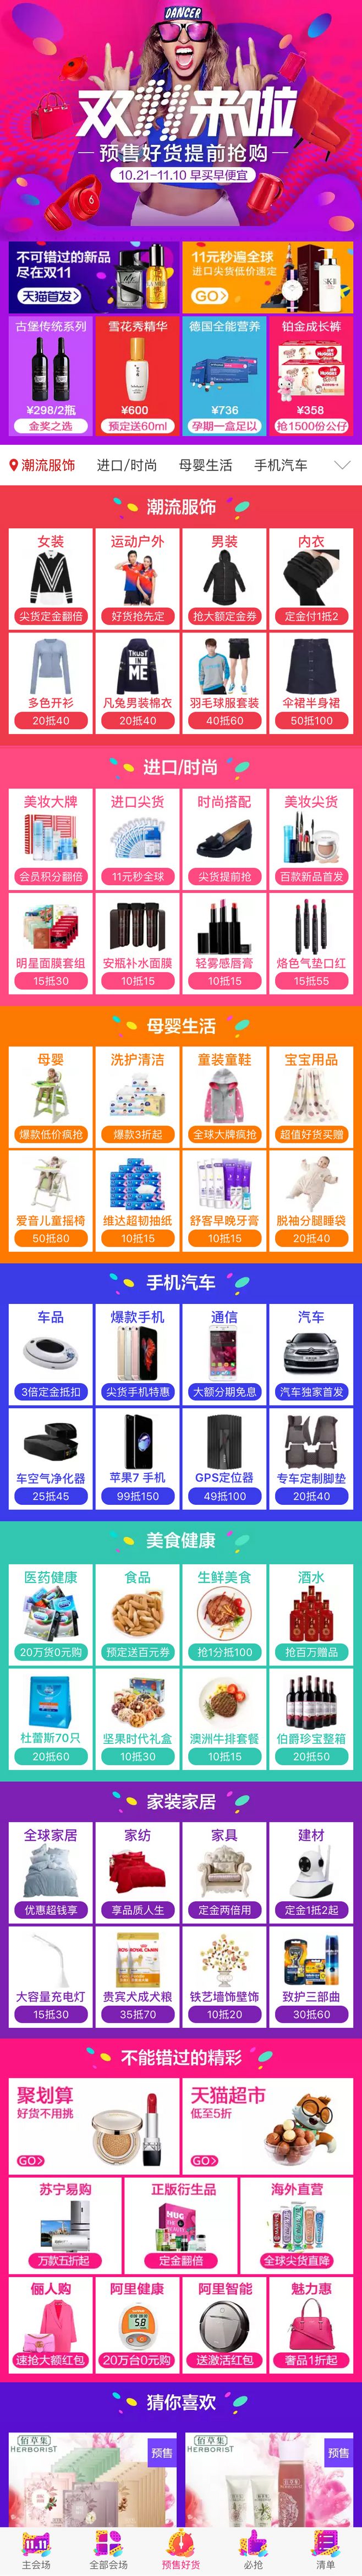 DANCER
双11来啦
预售好货提前抢购
10.21-11.10 早买早便宜
不可错过的新品
尽在双11
天猫首发>
11元秒遍全球
进口尖货低价速定
GO>
古堡传统系列
¥298/2瓶
金奖之选
雪花秀精华
¥600
预定送60ml
德国全能营养
¥736
孕期一盒足以
铂金成长裤
¥358
抢1500份公仔
潮流服饰 进口/时尚 母婴生活 手机汽车
潮流服饰
女装
尖货定金翻倍
运动户外
好货抢先定
男装
抢大额定金券
内衣
定金付1抵2
多色开衫
20抵40
TRUST
IN
ME
凡兔男装棉衣
20抵40
羽毛球服套装
40抵60
伞裙半身裙
50抵100
进口/时尚
美妆大牌
会员积分翻倍
进口尖货
11元秒全球
时尚搭配
尖货提前抢
美妆尖货
百款新品首发
明星面膜套组
15抵30
安瓶补水面膜
10抵15
轻雾感唇膏
10抵15
烙色气垫口红
15抵55
母婴生活
母婴
爆款低价疯抢
洗护清洁
爆款3折起
童装童鞋
全球大牌疯抢
宝宝用品
超值好货买赠
爱音儿童摇椅
50抵80
维达超韧抽纸
10抵15
舒客早晚牙膏
10抵15
脱袖分腿睡袋
20抵40
手机汽车
车品
3倍定金抵扣
爆款手机
尖货手机特惠
通信
大额分期免息
汽车
汽车独家首发
车空气净化器
25抵45
苹果7 手机
99抵150
GPS定位器
49抵100
专车定制脚垫
20抵40
美食健康
医药健康
20万货0元购
食品
预定送百元券
生鲜美食
抢1分抵100
酒水
抢百万赠品
杜蕾斯70只
20抵60
坚果时代礼盒
10抵30
澳洲牛排套餐
10抵15
伯爵珍宝整箱
20抵50
家装家居
全球家居
优惠超钱享
家纺
享品质人生
家具
定金两倍用
建材
定金1抵2起
大容量充电灯
15抵30
ROYAL CANIN
贵宾犬成犬粮
35抵70
铁艺墙饰壁饰
10抵20
致护三部曲
30抵60
不能错过的精彩
聚划算
好货不用挑
GO>
天猫超市
低至5折
GO>
苏宁易购
万款五折起
正版衍生品
定金翻倍
海外直营
全球尖货直降
俪人购
速抢大额红包
阿里健康
5.8
20万台0元购
阿里智能
送激活红包
魅力惠
奢品1折起
猜你喜欢
佰草集
HERBORIST
预售
佰草集
HERBORIST
预售
11.11
主会场 全部会场 预售好货 必抢 清单